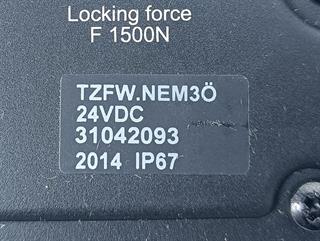 Locking force
F 1500N
TZFW.NEM3Ö
24VDC
31042093
2014 IP67